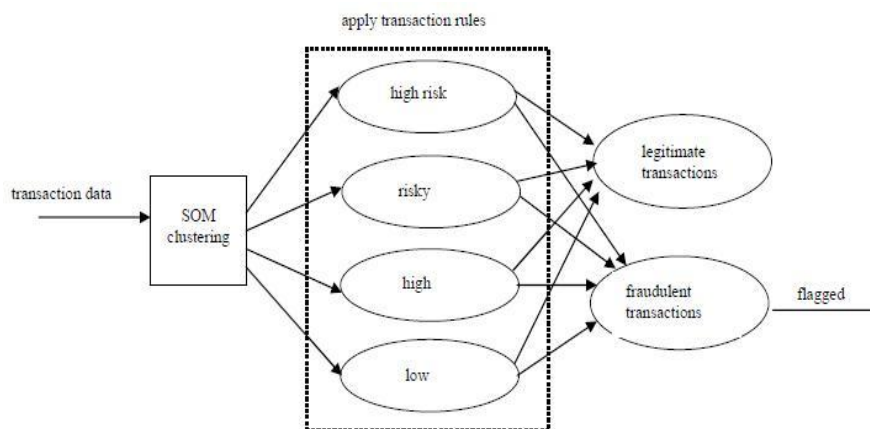 apply transaction rules
high risk
legitimate
transactions
risky
transaction data
SOM
clustering
high
fraudulent
transactions
flagged
low